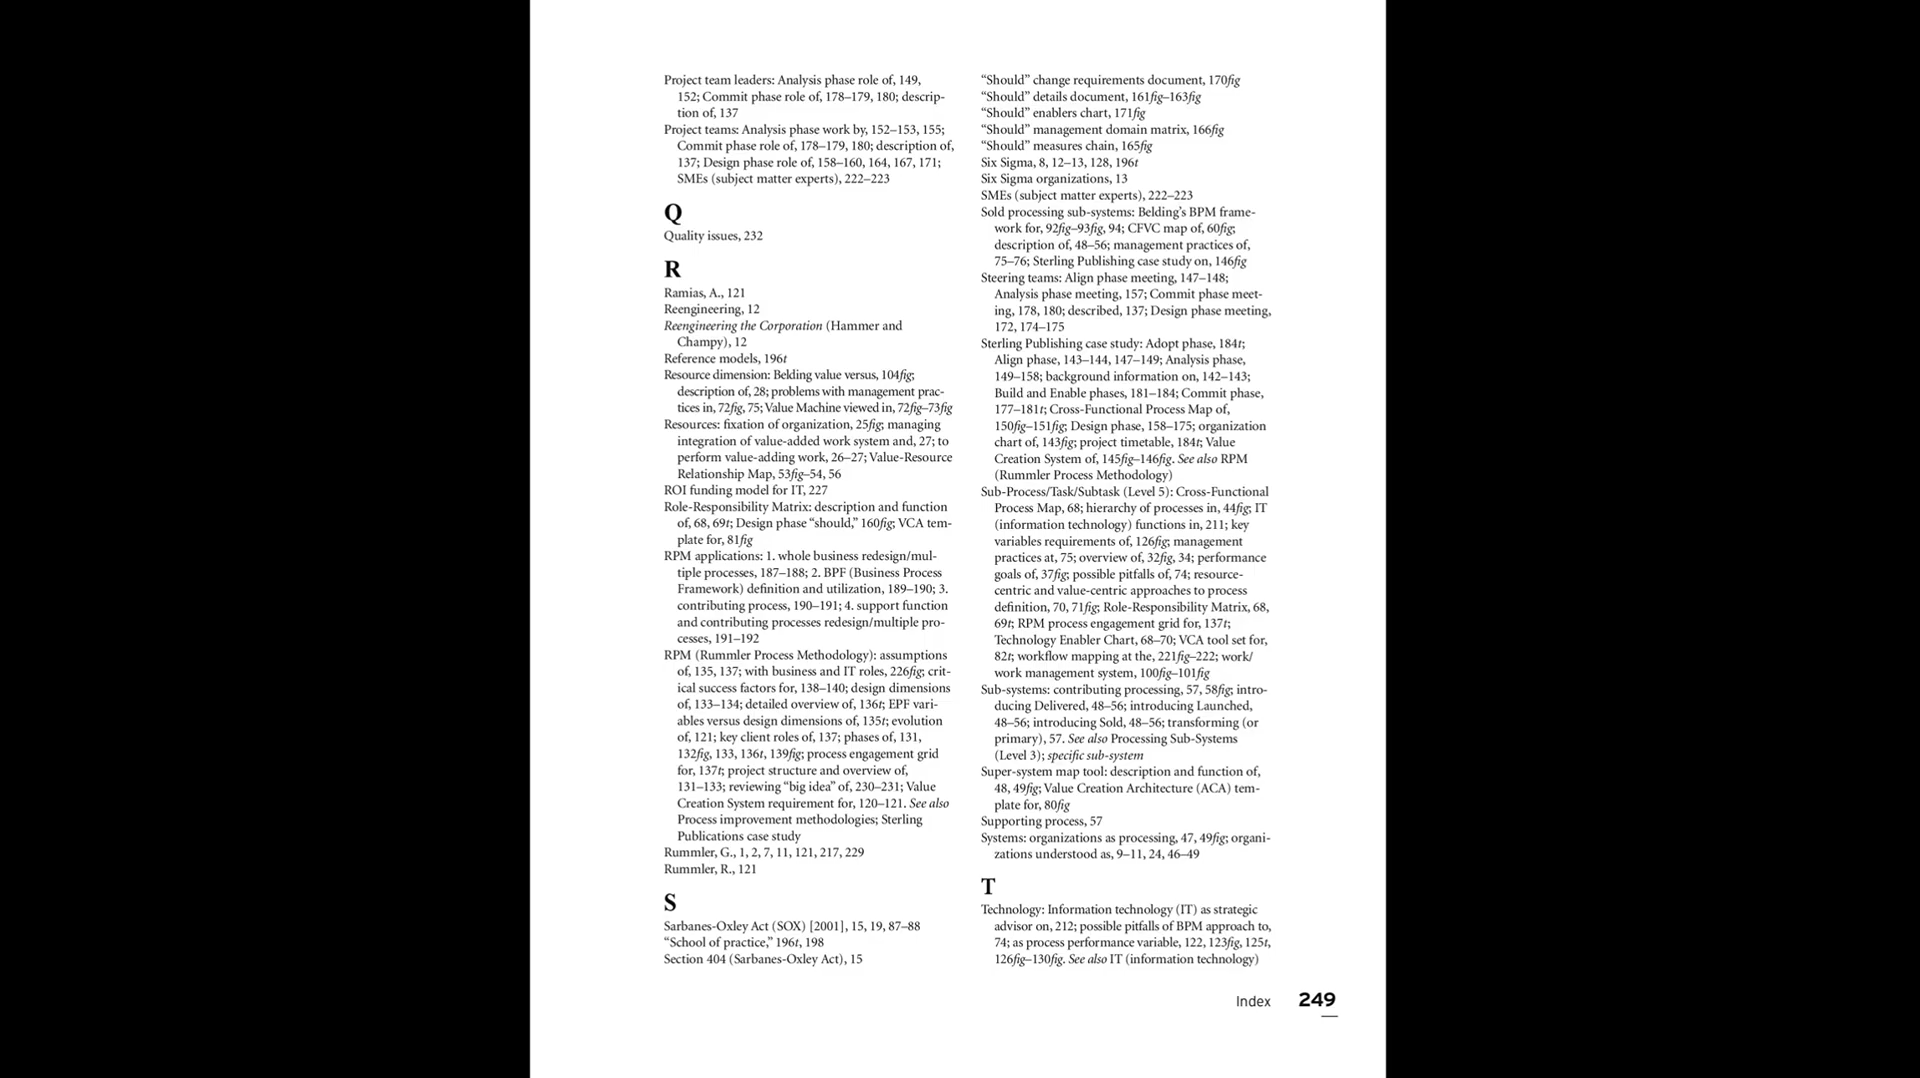 Project team leaders: Analysis phase role of, 149,
152; Commit phase role of, 178–179, 180; descrip-
tion of, 137
Project teams: Analysis phase work by, 152–153, 155;
Commit phase role of, 178–179, 180; description of,
137; Design phase role of, 158–160, 164, 167, 171;
SMEs (subject matter experts), 222–223
Q
Quality issues, 232
R
Ramias, A., 121
Reengineering, 12
Reengineering the Corporation (Hammer and
Champy), 12
Reference models, 196t
Resource dimension: Belding value versus, 104fig;
description of, 28; problems with management prac-
tices in, 72fig, 75; Value Machine viewed in, 72fig–73fig
Resources: fixation of organization, 25fig; managing
integration of value-added work system and, 27; to
perform value-adding work, 26–27; Value-Resource
Relationship Map, 53fig–54, 56
ROI funding model for IT, 227
Role-Responsibility Matrix: description and function
of, 68, 69t; Design phase “should,” 160fig; VCA tem-
plate for, 81fig
RPM applications: 1. whole business redesign/mul-
tiple processes, 187–188; 2. BPF (Business Process
Framework) definition and utilization, 189–190; 3.
contributing process, 190–191; 4. support function
and contributing processes redesign/multiple pro-
cesses, 191–192
RPM (Rummler Process Methodology): assumptions
of, 135, 137; with business and IT roles, 226fig; crit-
ical success factors for, 138–140; design dimensions
of, 133–134; detailed overview of, 136t; EPF vari-
ables versus design dimensions of, 135t; evolution
of, 121; key client roles of, 137; phases of, 131,
132fig, 133, 136t, 139fig; process engagement grid
for, 137t; project structure and overview of,
131–133; reviewing “big idea” of, 230–231; Value
Creation System requirement for, 120–121. See also
Process improvement methodologies; Sterling
Publications case study
Rummler, G., 1, 2, 7, 11, 121, 217, 229
Rummler, R., 121
S
Sarbanes-Oxley Act (SOX) [2001], 15, 19, 87–88
“School of practice,” 196t, 198
Section 404 (Sarbanes-Oxley Act), 15
“Should” change requirements document, 170fig
“Should” details document, 161fig–163fig
“Should” enablers chart, 171fig
“Should” management domain matrix, 166fig
“Should” measures chain, 165fig
Six Sigma, 8, 12–13, 128, 196t
Six Sigma organizations, 13
SMEs (subject matter experts), 222–223
Sold processing sub-systems: Belding’s BPM frame-
work for, 92fig–93fig, 94; CFVC map of, 60fig;
description of, 48–56; management practices of,
75–76; Sterling Publishing case study on, 146fig
Steering teams: Align phase meeting, 147–148;
Analysis phase meeting, 157; Commit phase meet-
ing, 178, 180; described, 137; Design phase meeting,
172, 174–175
Sterling Publishing case study: Adopt phase, 184t;
Align phase, 143–144, 147–149; Analysis phase,
149–158; background information on, 142–143;
Build and Enable phases, 181–184; Commit phase,
177–181t; Cross-Functional Process Map of,
150fig–151fig; Design phase, 158–175; organization
chart of, 143fig; project timetable, 184t; Value
Creation System of, 145fig–146fig. See also RPM
(Rummler Process Methodology)
Sub-Process/Task/Subtask (Level 5): Cross-Functional
Process Map, 68; hierarchy of processes in, 44fig; IT
(information technology) functions in, 211; key
variables requirements of, 126fig; management
practices at, 75; overview of, 32fig, 34; performance
goals of, 37fig; possible pitfalls of, 74; resource-
centric and value-centric approaches to process
definition, 70, 71fig; Role-Responsibility Matrix, 68,
69t; RPM process engagement grid for, 137t;
Technology Enabler Chart, 68–70; VCA tool set for,
82t; workflow mapping at the, 221fig–222; work/
work management system, 100fig–101fig
Sub-systems: contributing processing, 57, 58fig; intro-
ducing Delivered, 48–56; introducing Launched,
48–56; introducing Sold, 48–56; transforming (or
primary), 57. See also Processing Sub-Systems
(Level 3); specific sub-system
Super-system map tool: description and function of,
48, 49fig; Value Creation Architecture (ACA) tem-
plate for, 80fig
Supporting process, 57
Systems: organizations as processing, 47, 49fig; organi-
zations understood as, 9–11, 24, 46–49
T
Technology: Information technology (IT) as strategic
advisor on, 212; possible pitfalls of BPM approach to,
74; as process performance variable, 122, 123fig, 125t,
126fig–130fig. See also IT (information technology)
Index 249